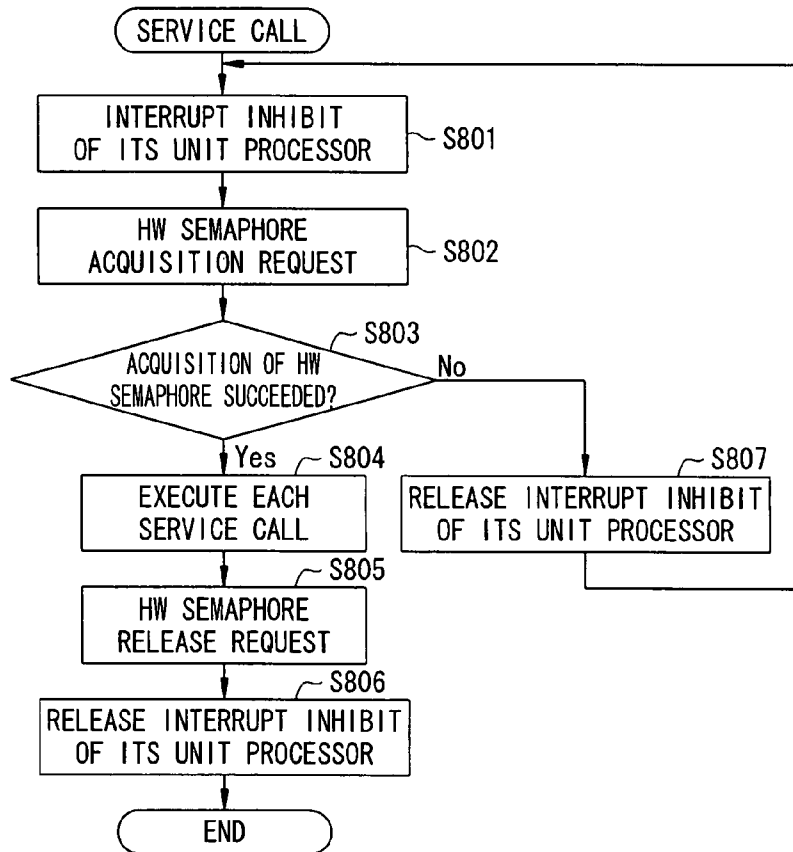 SERVICE CALL
INTERRUPT INHIBIT
OF ITS UNIT PROCESSOR
S801
HW SEMAPHORE
ACQUISITION REQUEST
S802
S803
ACQUISITION OF HW
SEMAPHORE SUCCEEDED?
No
Yes
S804
EXECUTE EACH
SERVICE CALL
S807
RELEASE INTERRUPT INHIBIT
OF ITS UNIT PROCESSOR
S805
HW SEMAPHORE
RELEASE REQUEST
S806
RELEASE INTERRUPT INHIBIT
OF ITS UNIT PROCESSOR
END